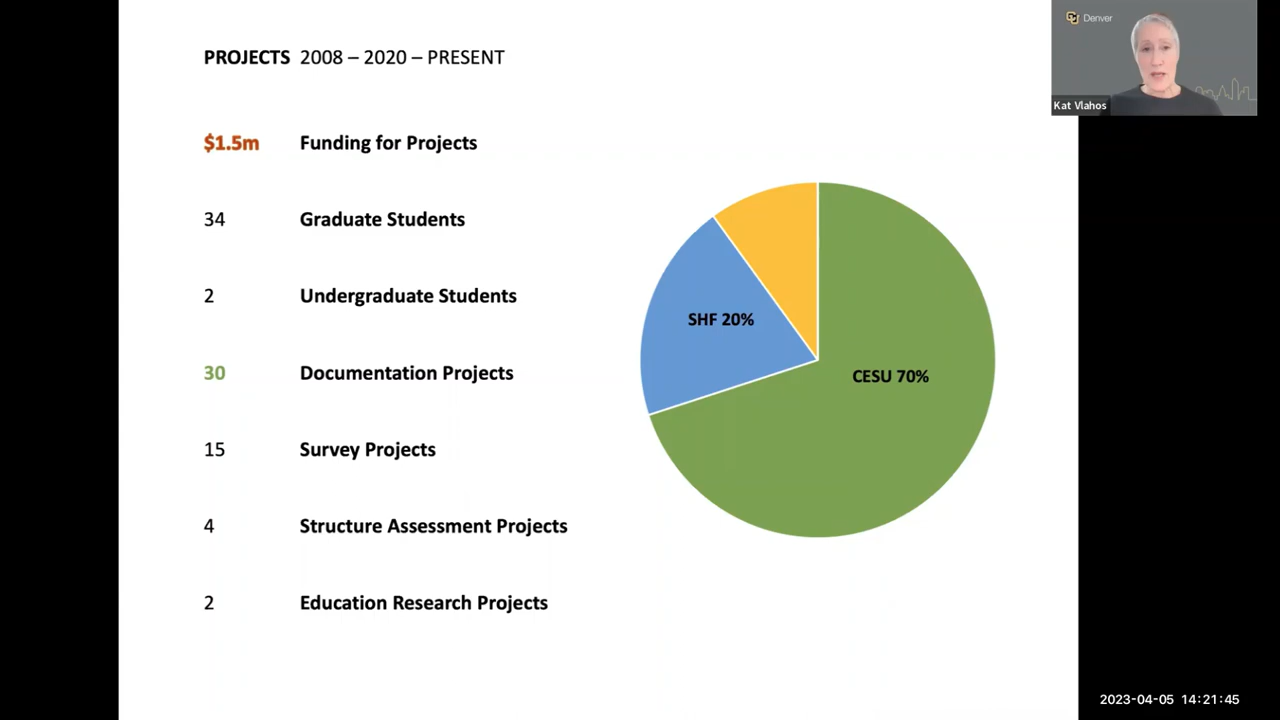 PROJECTS 2008 – 2020 – PRESENT
$1.5m Funding for Projects
34 Graduate Students
2 Undergraduate Students
30 Documentation Projects
15 Survey Projects
4 Structure Assessment Projects
2 Education Research Projects
SHF 20%
CESU 70%
Denver
Kat Vlahos
2023-04-05 14:21:45